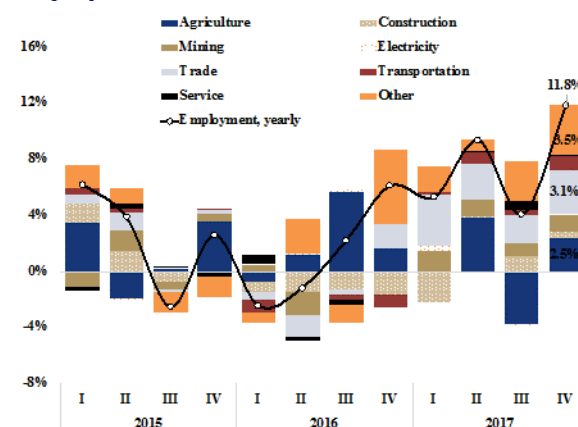 Agriculture Construction
Mining Electricity
Trade Transportation
Service Other
Employment, yearly
16%
12%
8%
4%
0%
-4%
-8%
11.8%
3.5%
3.1%
2.5%
I II III IV I II III IV I II III IV
2015 2016 2017